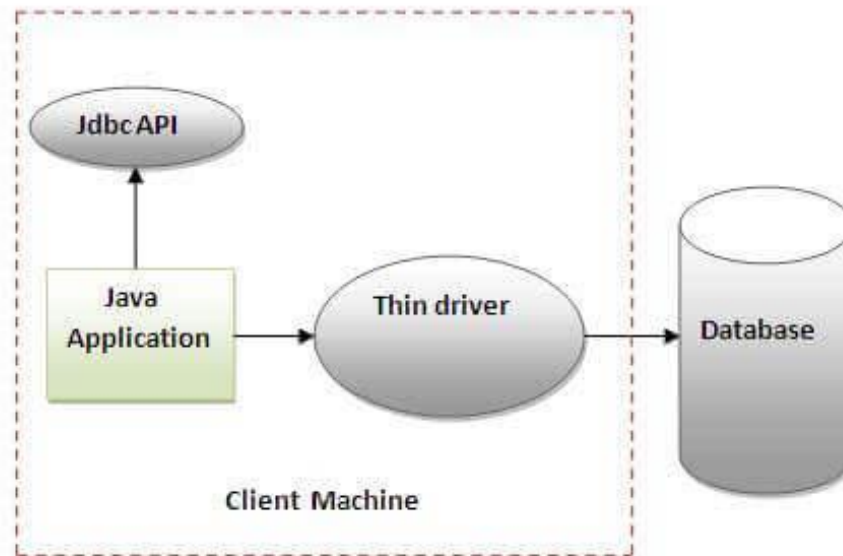 Jdbc API
Java
Application
Thin driver
Database
Client Machine